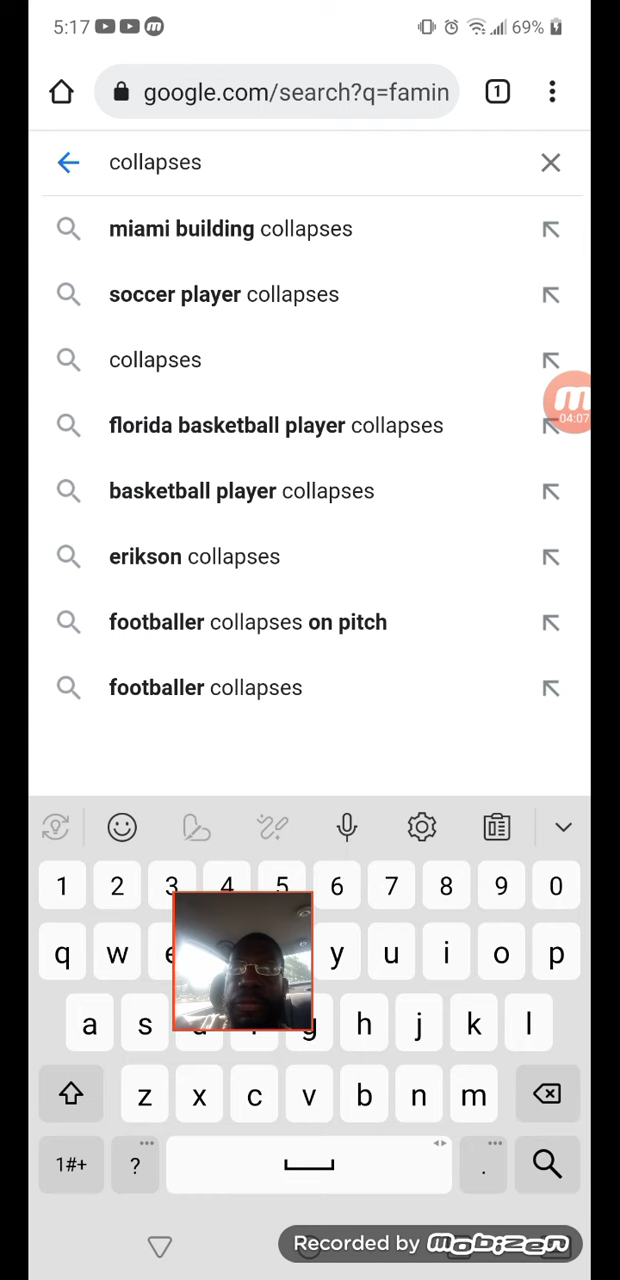 5:17 69%
google.com/search?q=famin 1
collapses
miami building collapses
soccer player collapses
collapses
04:07
florida basketball player collapses
basketball player collapses
erikson collapses
footballer collapses on pitch
footballer collapses
1 2 3 4 5 6 7 8 9 0
q w e y u i o p
a s g h j k l
z x c v b n m
1#+ ? .
Recorded by mobizen